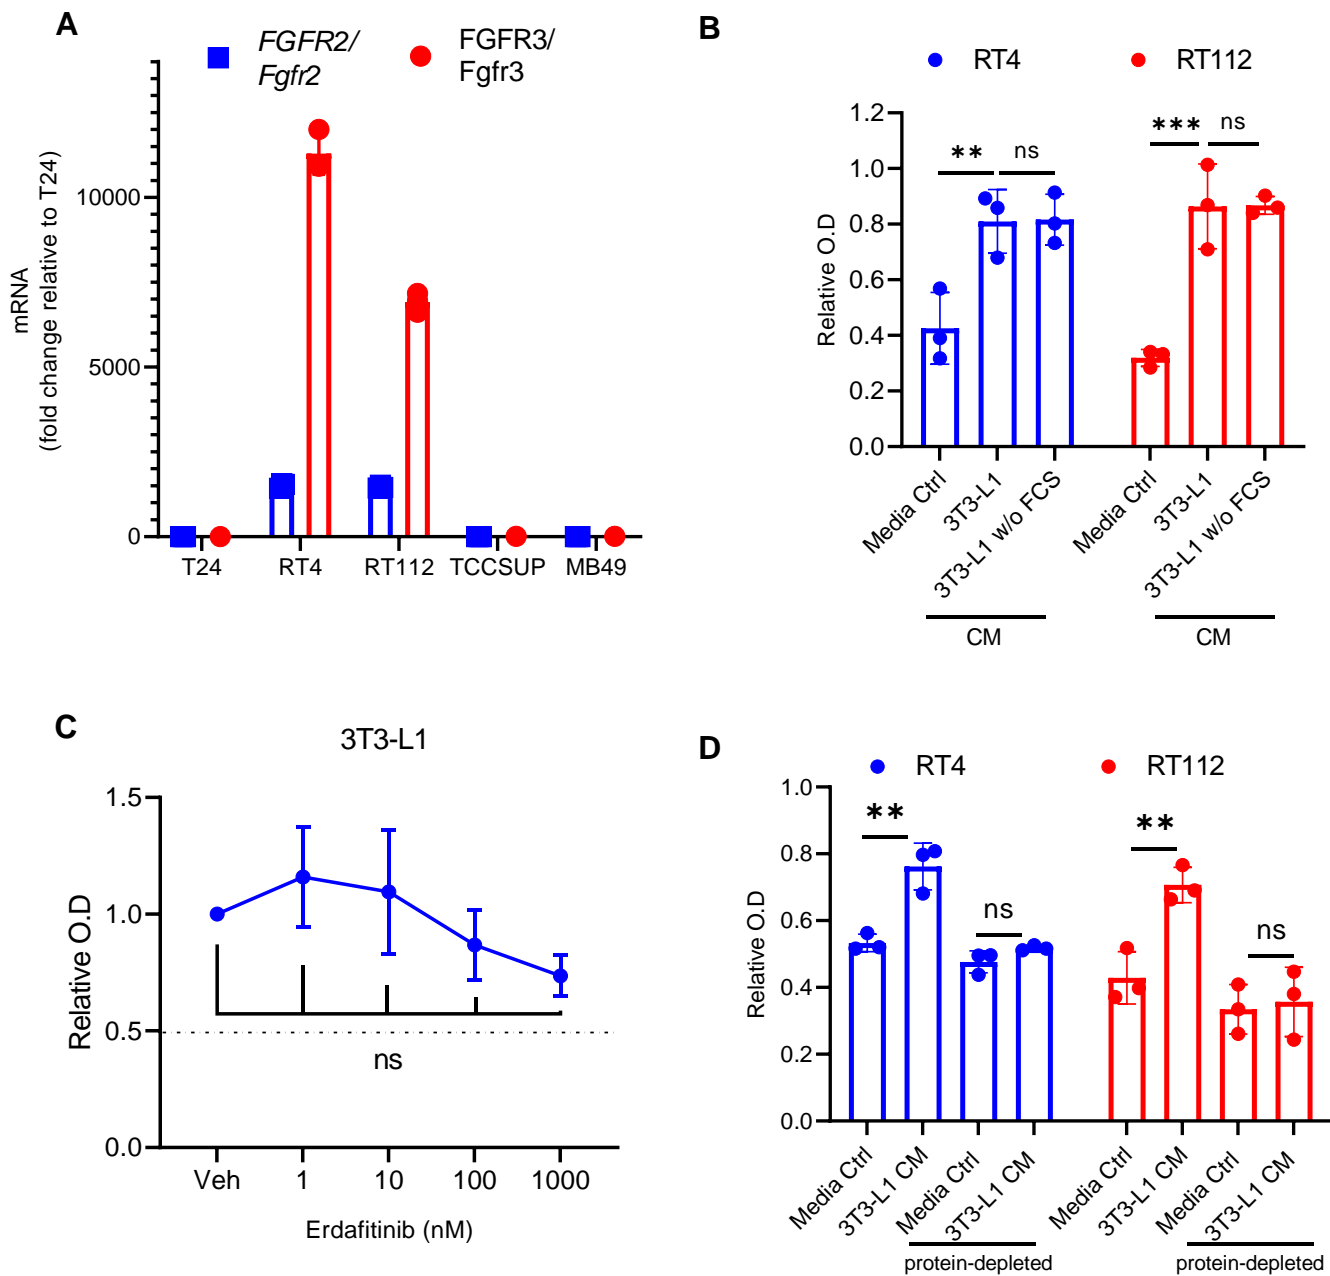 A
FGFR2/
Fgfr2
FGFR3/
Fgfr3
mRNA
(fold change relative to T24)
10000
5000
0
T24 RT4 RT112 TCCSUP MB49
B
RT4 RT112
Relative O.D
1.2
1.0
0.8
0.6
0.4
0.2
0.0
** ns *** ns
Media Ctrl
3T3-L1
3T3-L1 w/o FCS
Media Ctrl
3T3-L1
3T3-L1 w/o FCS
CM CM
C
3T3-L1
Relative O.D
1.5
1.0
0.5
0.0
ns
Veh 1 10 100 1000
Erdafitinib (nM)
D
RT4 RT112
Relative O.D
1.0
0.8
0.6
0.4
0.2
0.0
** ns ** ns
Media Ctrl
3T3-L1 CM
Media Ctrl
3T3-L1 CM
Media Ctrl
3T3-L1 CM
Media Ctrl
3T3-L1 CM
protein-depleted protein-depleted